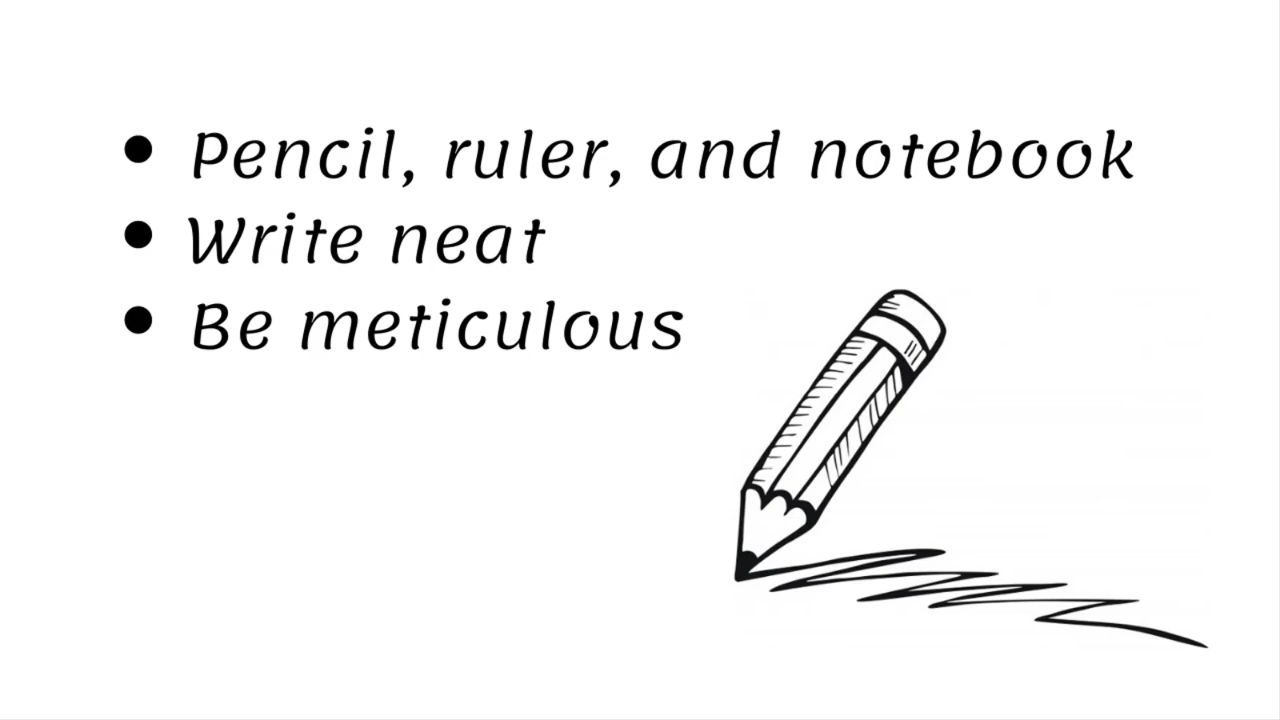 • Pencil, ruler, and notebook
• Write neat
• Be meticulous